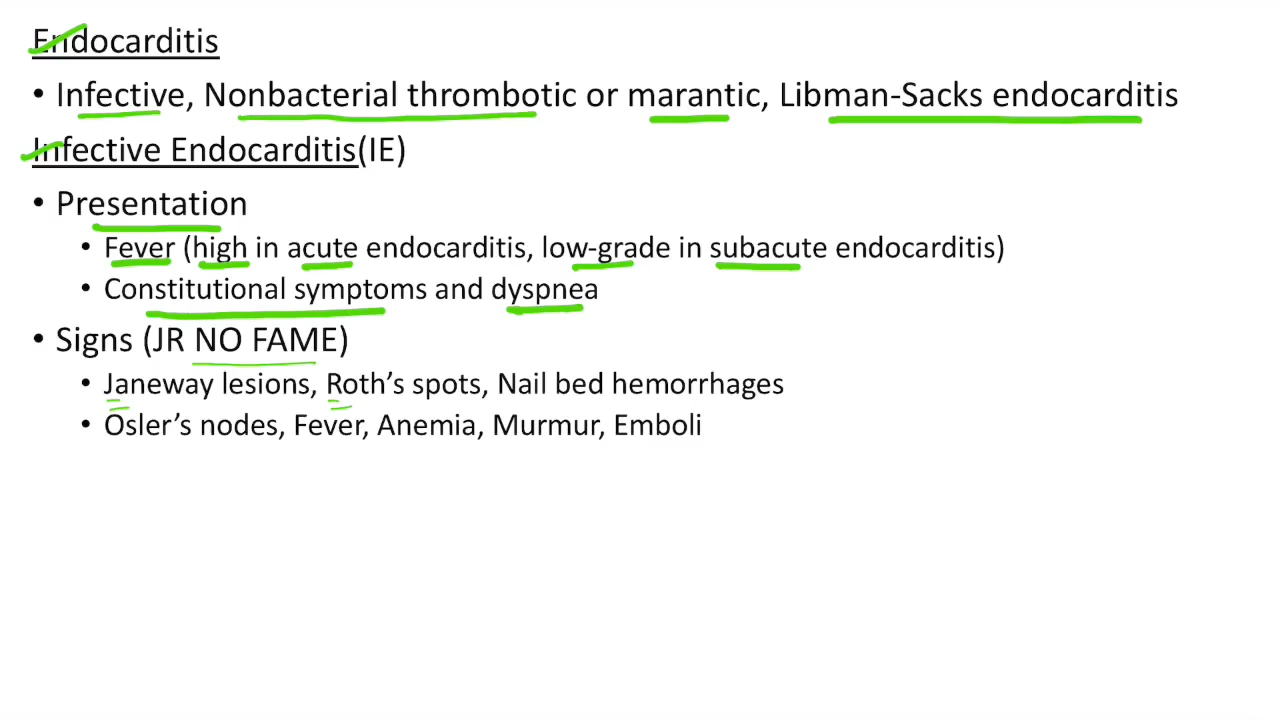 Endocarditis
• Infective, Nonbacterial thrombotic or marantic, Libman-Sacks endocarditis
Infective Endocarditis(IE)
• Presentation
• Fever (high in acute endocarditis, low-grade in subacute endocarditis)
• Constitutional symptoms and dyspnea
• Signs (JR NO FAME)
• Janeway lesions, Roth’s spots, Nail bed hemorrhages
• Osler’s nodes, Fever, Anemia, Murmur, Emboli